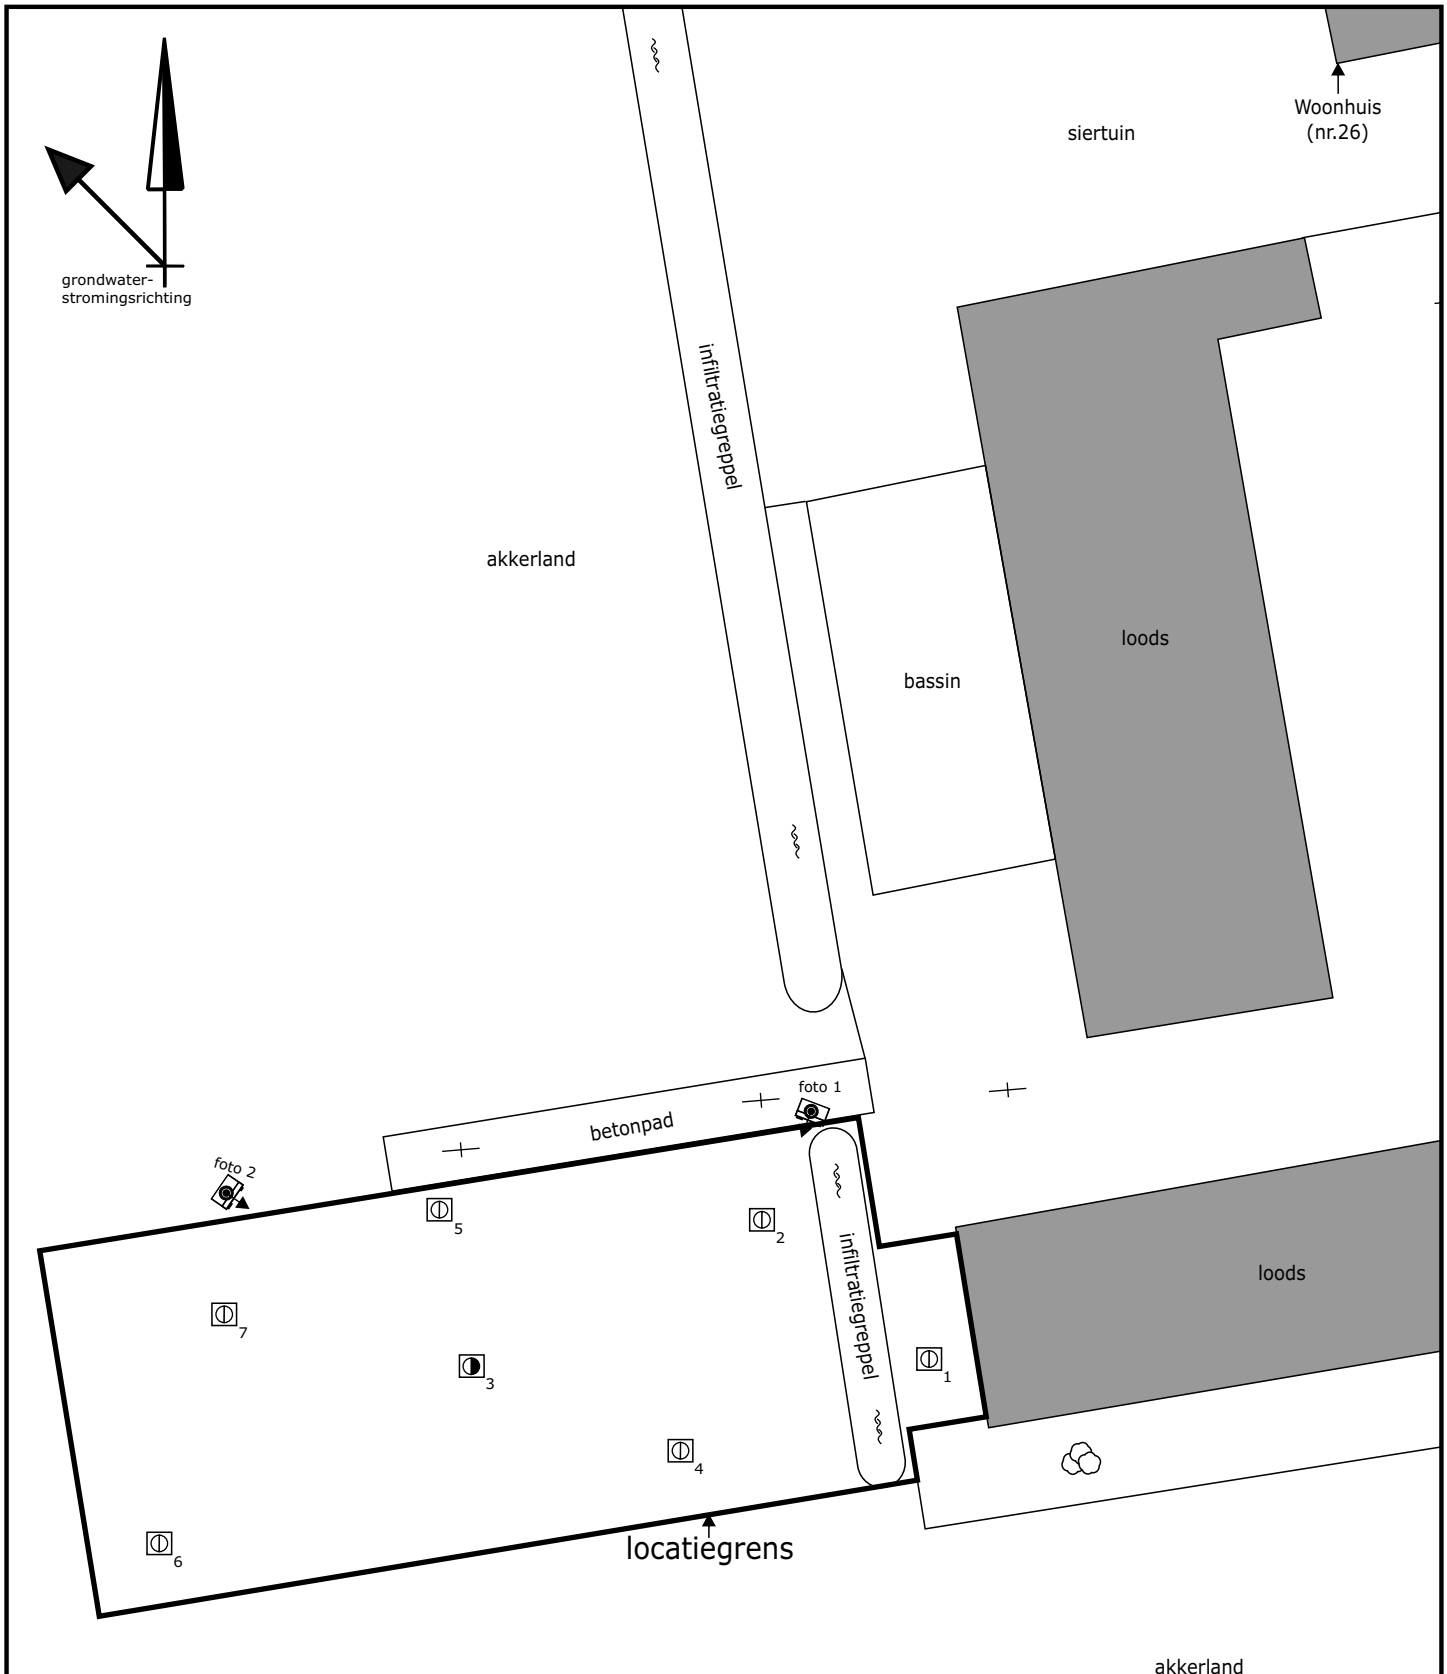 Woonhuis
(nr.26)
siertuin
grondwater-
stromingsrichting
infiltratiegreppel
akkerland
loods
bassin
foto 1
betonpad
foto 2
5
2
infiltratiegreppel
loods
7
3
1
4
locatiegrens
6
akkerland